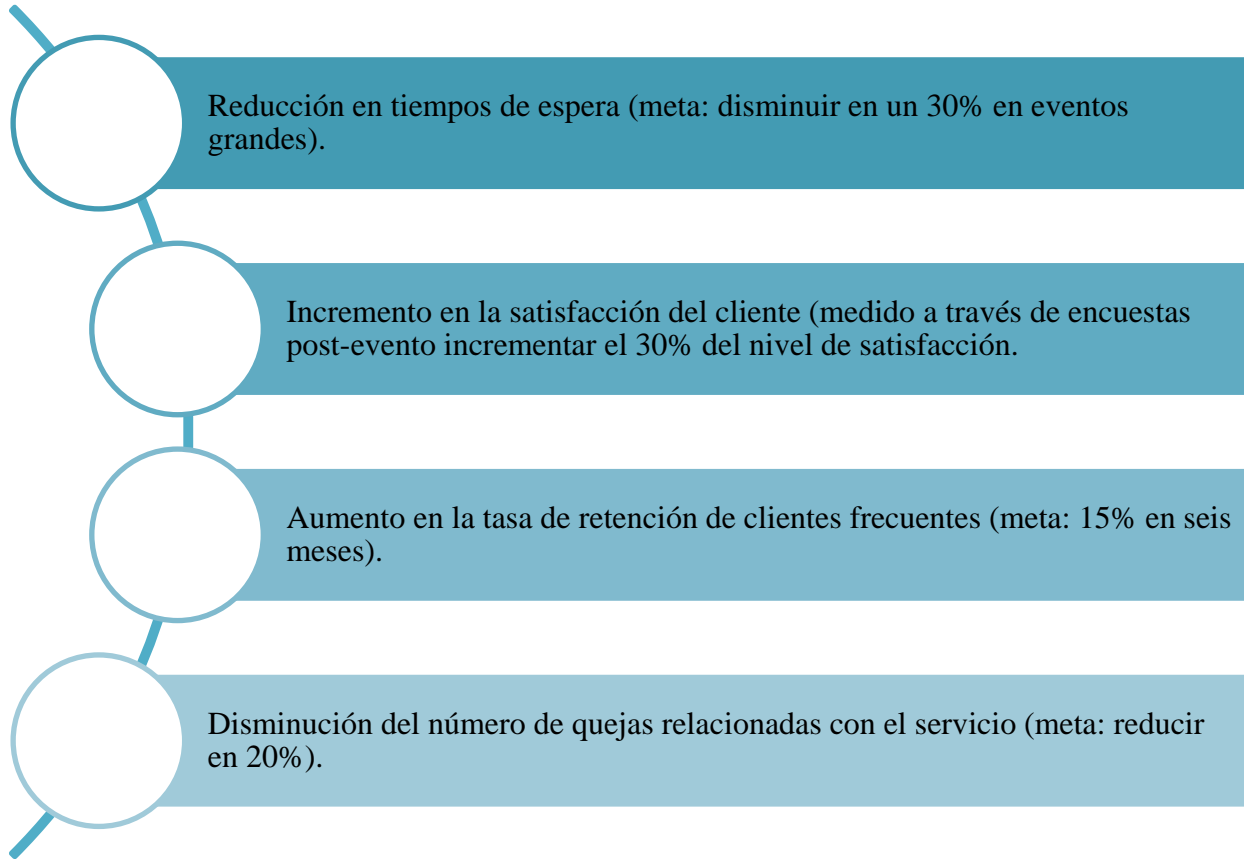 Reducción en tiempos de espera (meta: disminuir en un 30% en eventos
grandes).
Incremento en la satisfacción del cliente (medido a través de encuestas
post-evento incrementar el 30% del nivel de satisfacción.
Aumento en la tasa de retención de clientes frecuentes (meta: 15% en seis
meses).
Disminución del número de quejas relacionadas con el servicio (meta: reducir
en 20%).